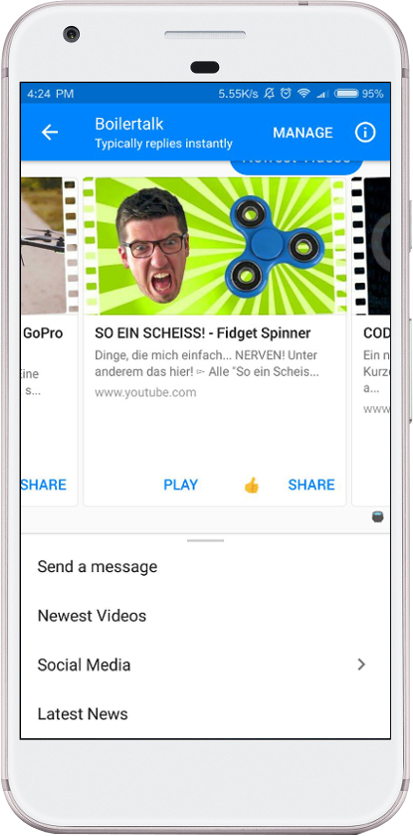 4:24 PM 5.55K/s 95%
Boilertalk
Typically replies instantly
MANAGE
Newest Videos
GoPro
s...
SHARE
SO EIN SCHEISS! - Fidget Spinner
Dinge, die mich einfach... NERVEN! Unter
anderem das hier! ▻ Alle "So ein Scheis...
www.youtube.com
PLAY 👍 SHARE
COD
Ein n
Kurz
a...
www
Send a message
Newest Videos
Social Media
Latest News